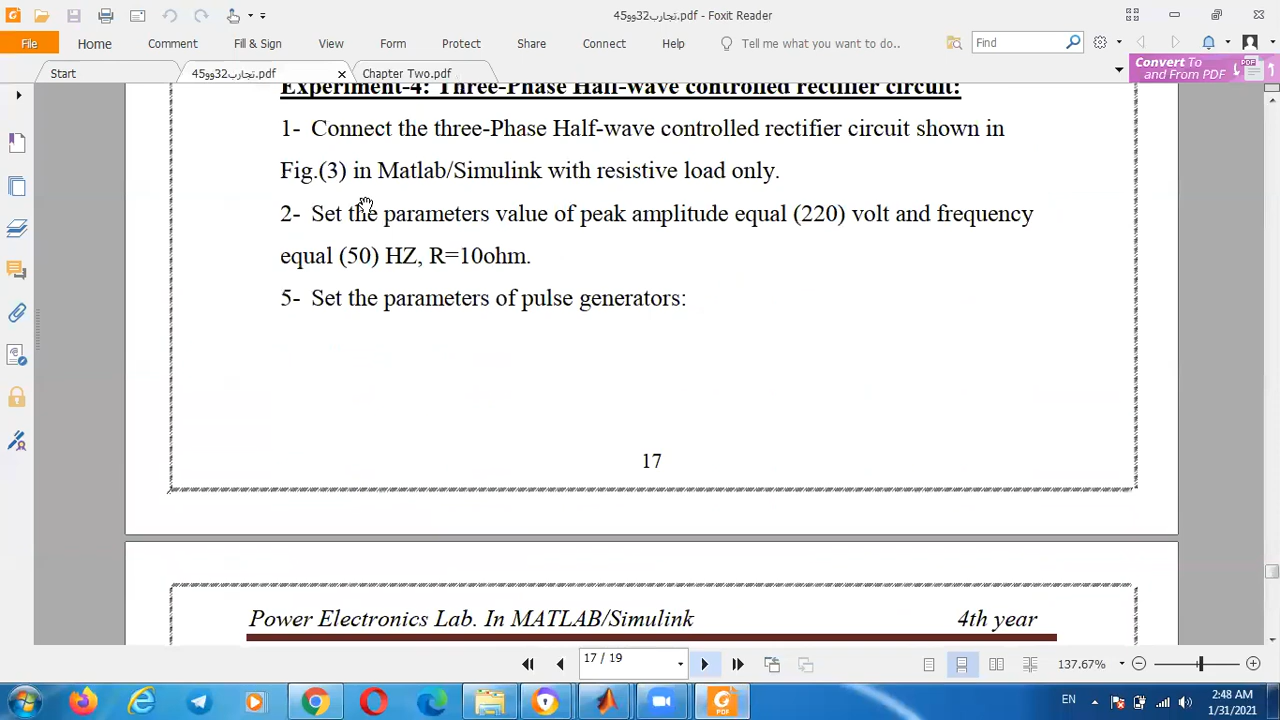 تجارب32وو45.pdf - Foxit Reader
File
Home
Comment
Fill & Sign
View
Form
Protect
Share
Connect
Help
Tell me what you want to do..
Find
Start
تجارب32وو45.pdf
Chapter Two.pdf
Convert To
and From PDF
PDF
Experiment-4: Three-Phase Half-wave controlled rectifier circuit:
1- Connect the three-Phase Half-wave controlled rectifier circuit shown in
Fig.(3) in Matlab/Simulink with resistive load only.
2- Set the parameters value of peak amplitude equal (220) volt and frequency
equal (50) HZ, R=10ohm.
5- Set the parameters of pulse generators:
17
Power Electronics Lab. In MATLAB/Simulink 4th year
17 / 19
137.67%
PDF
EN
2:48 AM
1/31/2021